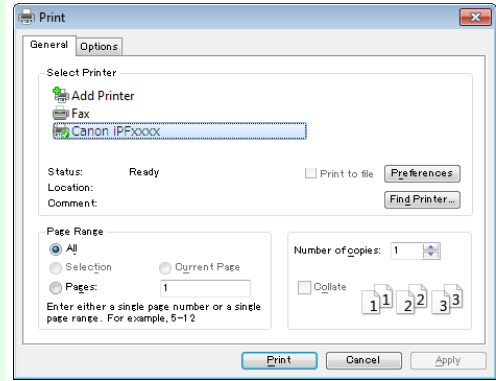 Print
General Options
Select Printer
Add Printer
Fax
Canon iPFxxxx
Status: Ready
Print to file Preferences
Location:
Comment:
Find Printer...
Page Range
All
Selection Current Page
Pages: 1
Enter either a single page number or a single
page range. For example, 5-12
Number of copies: 1
Collate
1 1 2 2 3 3
Print Cancel Apply